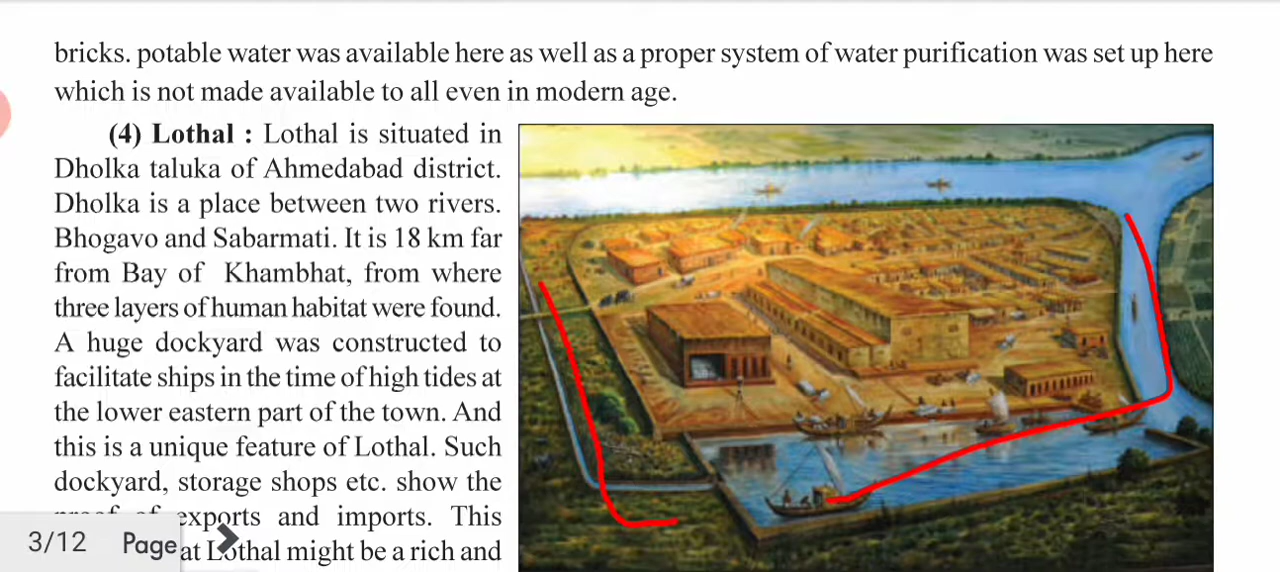 bricks. potable water was available here as well as a proper system of water purification was set up here
which is not made available to all even in modern age.
(4) Lothal : Lothal is situated in
Dholka taluka of Ahmedabad district.
Dholka is a place between two rivers.
Bhogavo and Sabarmati. It is 18 km far
from Bay of Khambhat, from where
three layers of human habitat were found.
A huge dockyard was constructed to
facilitate ships in the time of high tides at
the lower eastern part of the town. And
this is a unique feature of Lothal. Such
dockyard, storage shops etc. show the
exports and imports. This
at Lothal might be a rich and
3/12 Page